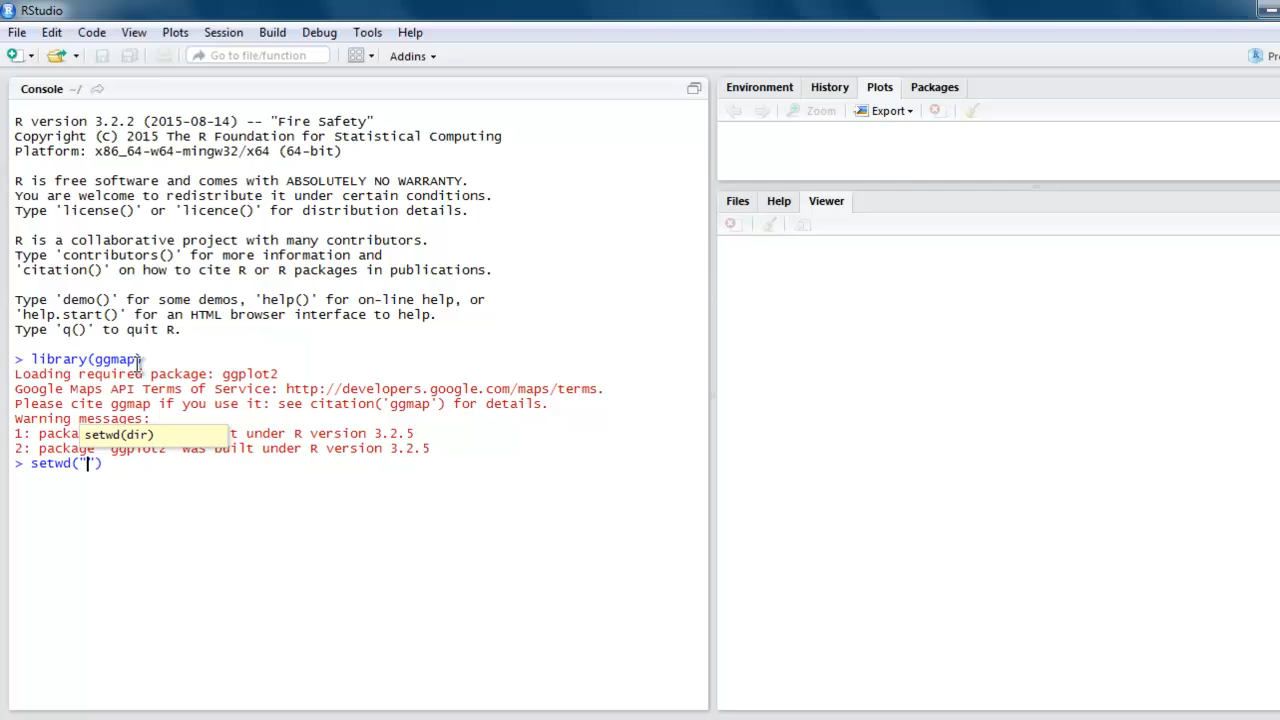 RStudio
File Edit Code View Plots Session Build Debug Tools Help
Go to file/function Addins
Console ~/
R version 3.2.2 (2015-08-14) -- "Fire Safety"
Copyright (C) 2015 The R Foundation for Statistical Computing
Platform: x86_64-w64-mingw32/x64 (64-bit)
R is free software and comes with ABSOLUTELY NO WARRANTY.
You are welcome to redistribute it under certain conditions.
Type 'license()' or 'licence()' for distribution details.
R is a collaborative project with many contributors.
Type 'contributors()' for more information and
'citation()' on how to cite R or R packages in publications.
Type 'demo()' for some demos, 'help()' for on-line help, or
'help.start()' for an HTML browser interface to help.
Type 'q()' to quit R.
> library(ggmap)
Loading required package: ggplot2
Google Maps API Terms of Service: http://developers.google.com/maps/terms.
Please cite ggmap if you use it: see citation('ggmap') for details.
Warning messages:
setwd(dir)
1: under R version 3.2.5
2: package ‘ggplot2’ was built under R version 3.2.5
> setwd("")
Environment History Plots Packages
Zoom Export
Files Help Viewer